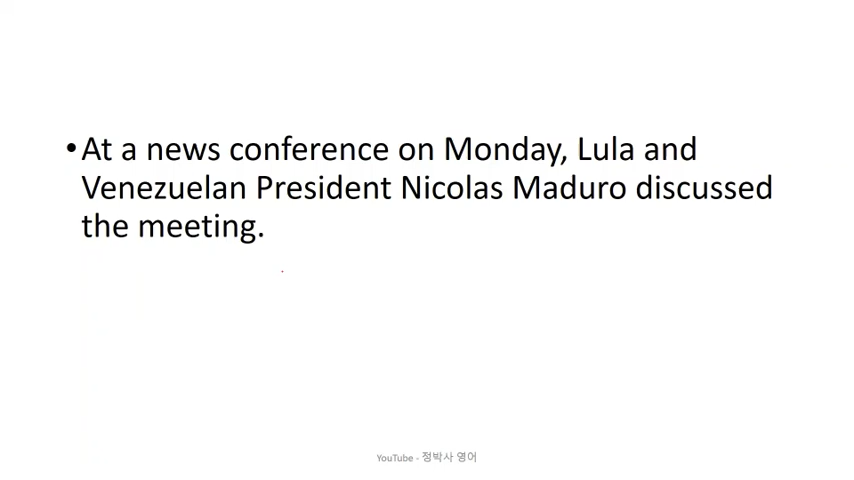 •At a news conference on Monday, Lula and
Venezuelan President Nicolas Maduro discussed
the meeting.
YouTube - 정박사 영어